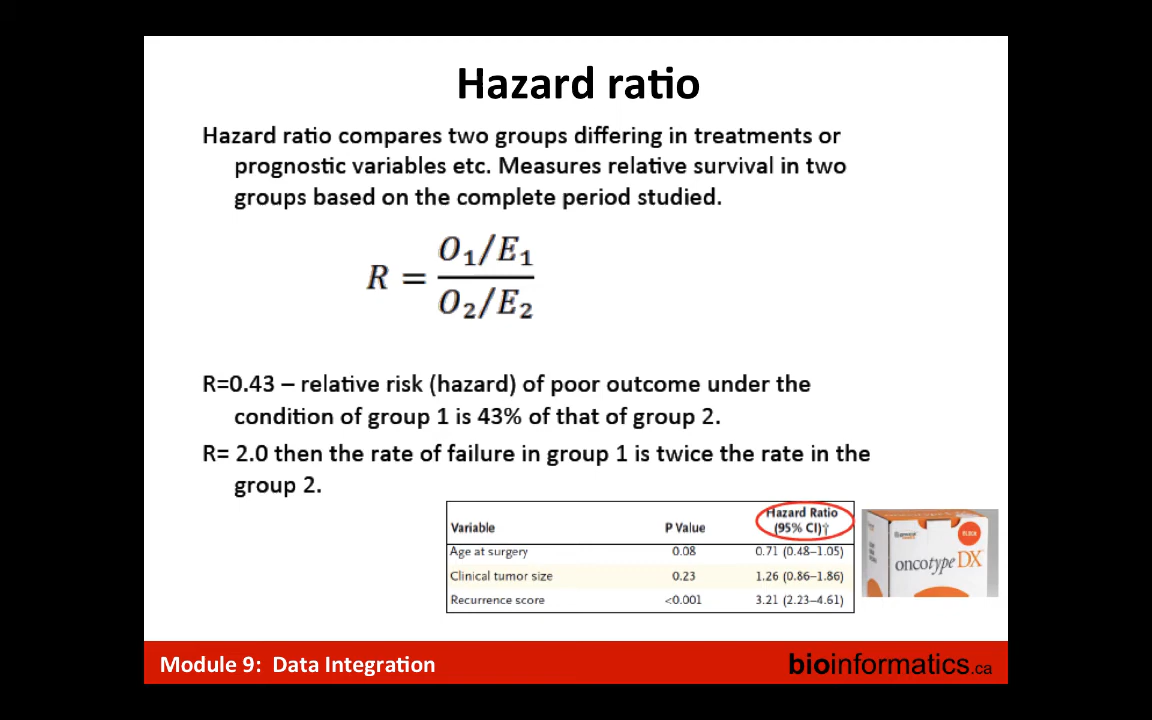 Hazard ratio
Hazard ratio compares two groups differing in treatments or
prognostic variables etc. Measures relative survival in two
groups based on the complete period studied.
R = (O₁/E₁)/(O₂/E₂)
R=0.43 – relative risk (hazard) of poor outcome under the
condition of group 1 is 43% of that of group 2.
R= 2.0 then the rate of failure in group 1 is twice the rate in the
group 2.
Variable P Value Hazard Ratio (95% CI)†
Age at surgery 0.08 0.71 (0.48–1.05)
Clinical tumor size 0.23 1.26 (0.86–1.86)
Recurrence score <0.001 3.21 (2.23–4.61)
oncotype DX
Module 9: Data Integration
bioinformatics.ca